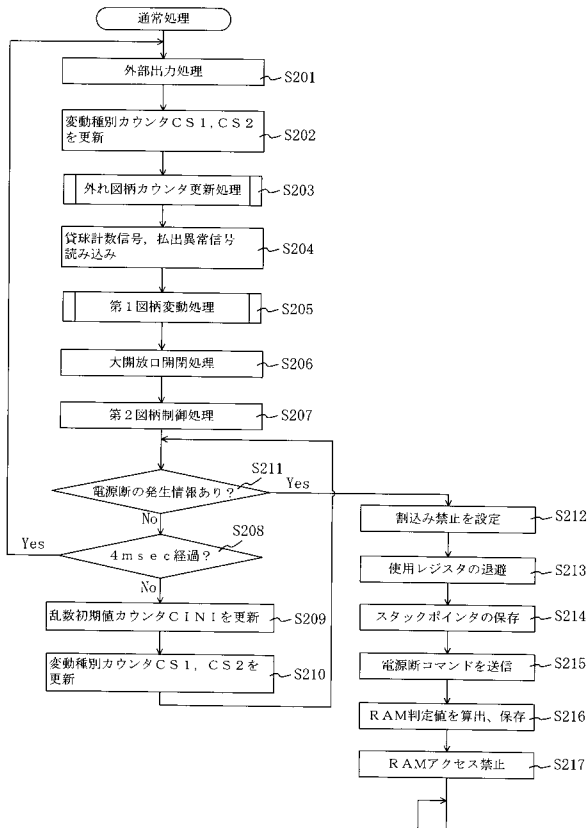 通常処理
外部出力処理
S201
変動種別カウンタCS1,CS2
を更新
S202
外れ図柄カウンタ更新処理
S203
貸球計数信号,払出異常信号
読み込み
S204
第1図柄変動処理
S205
大開放口開閉処理
S206
第2図柄制御処理
S207
電源断の発生情報あり？
S211
Yes
No
4msec経過？
S208
Yes
No
乱数初期値カウンタCINIを更新
S209
変動種別カウンタCS1, CS2を
更新
S210
割込み禁止を設定
S212
使用レジスタの退避
S213
スタックポインタの保存
S214
電源断コマンドを送信
S215
RAM判定値を算出、保存
S216
RAMアクセス禁止
S217